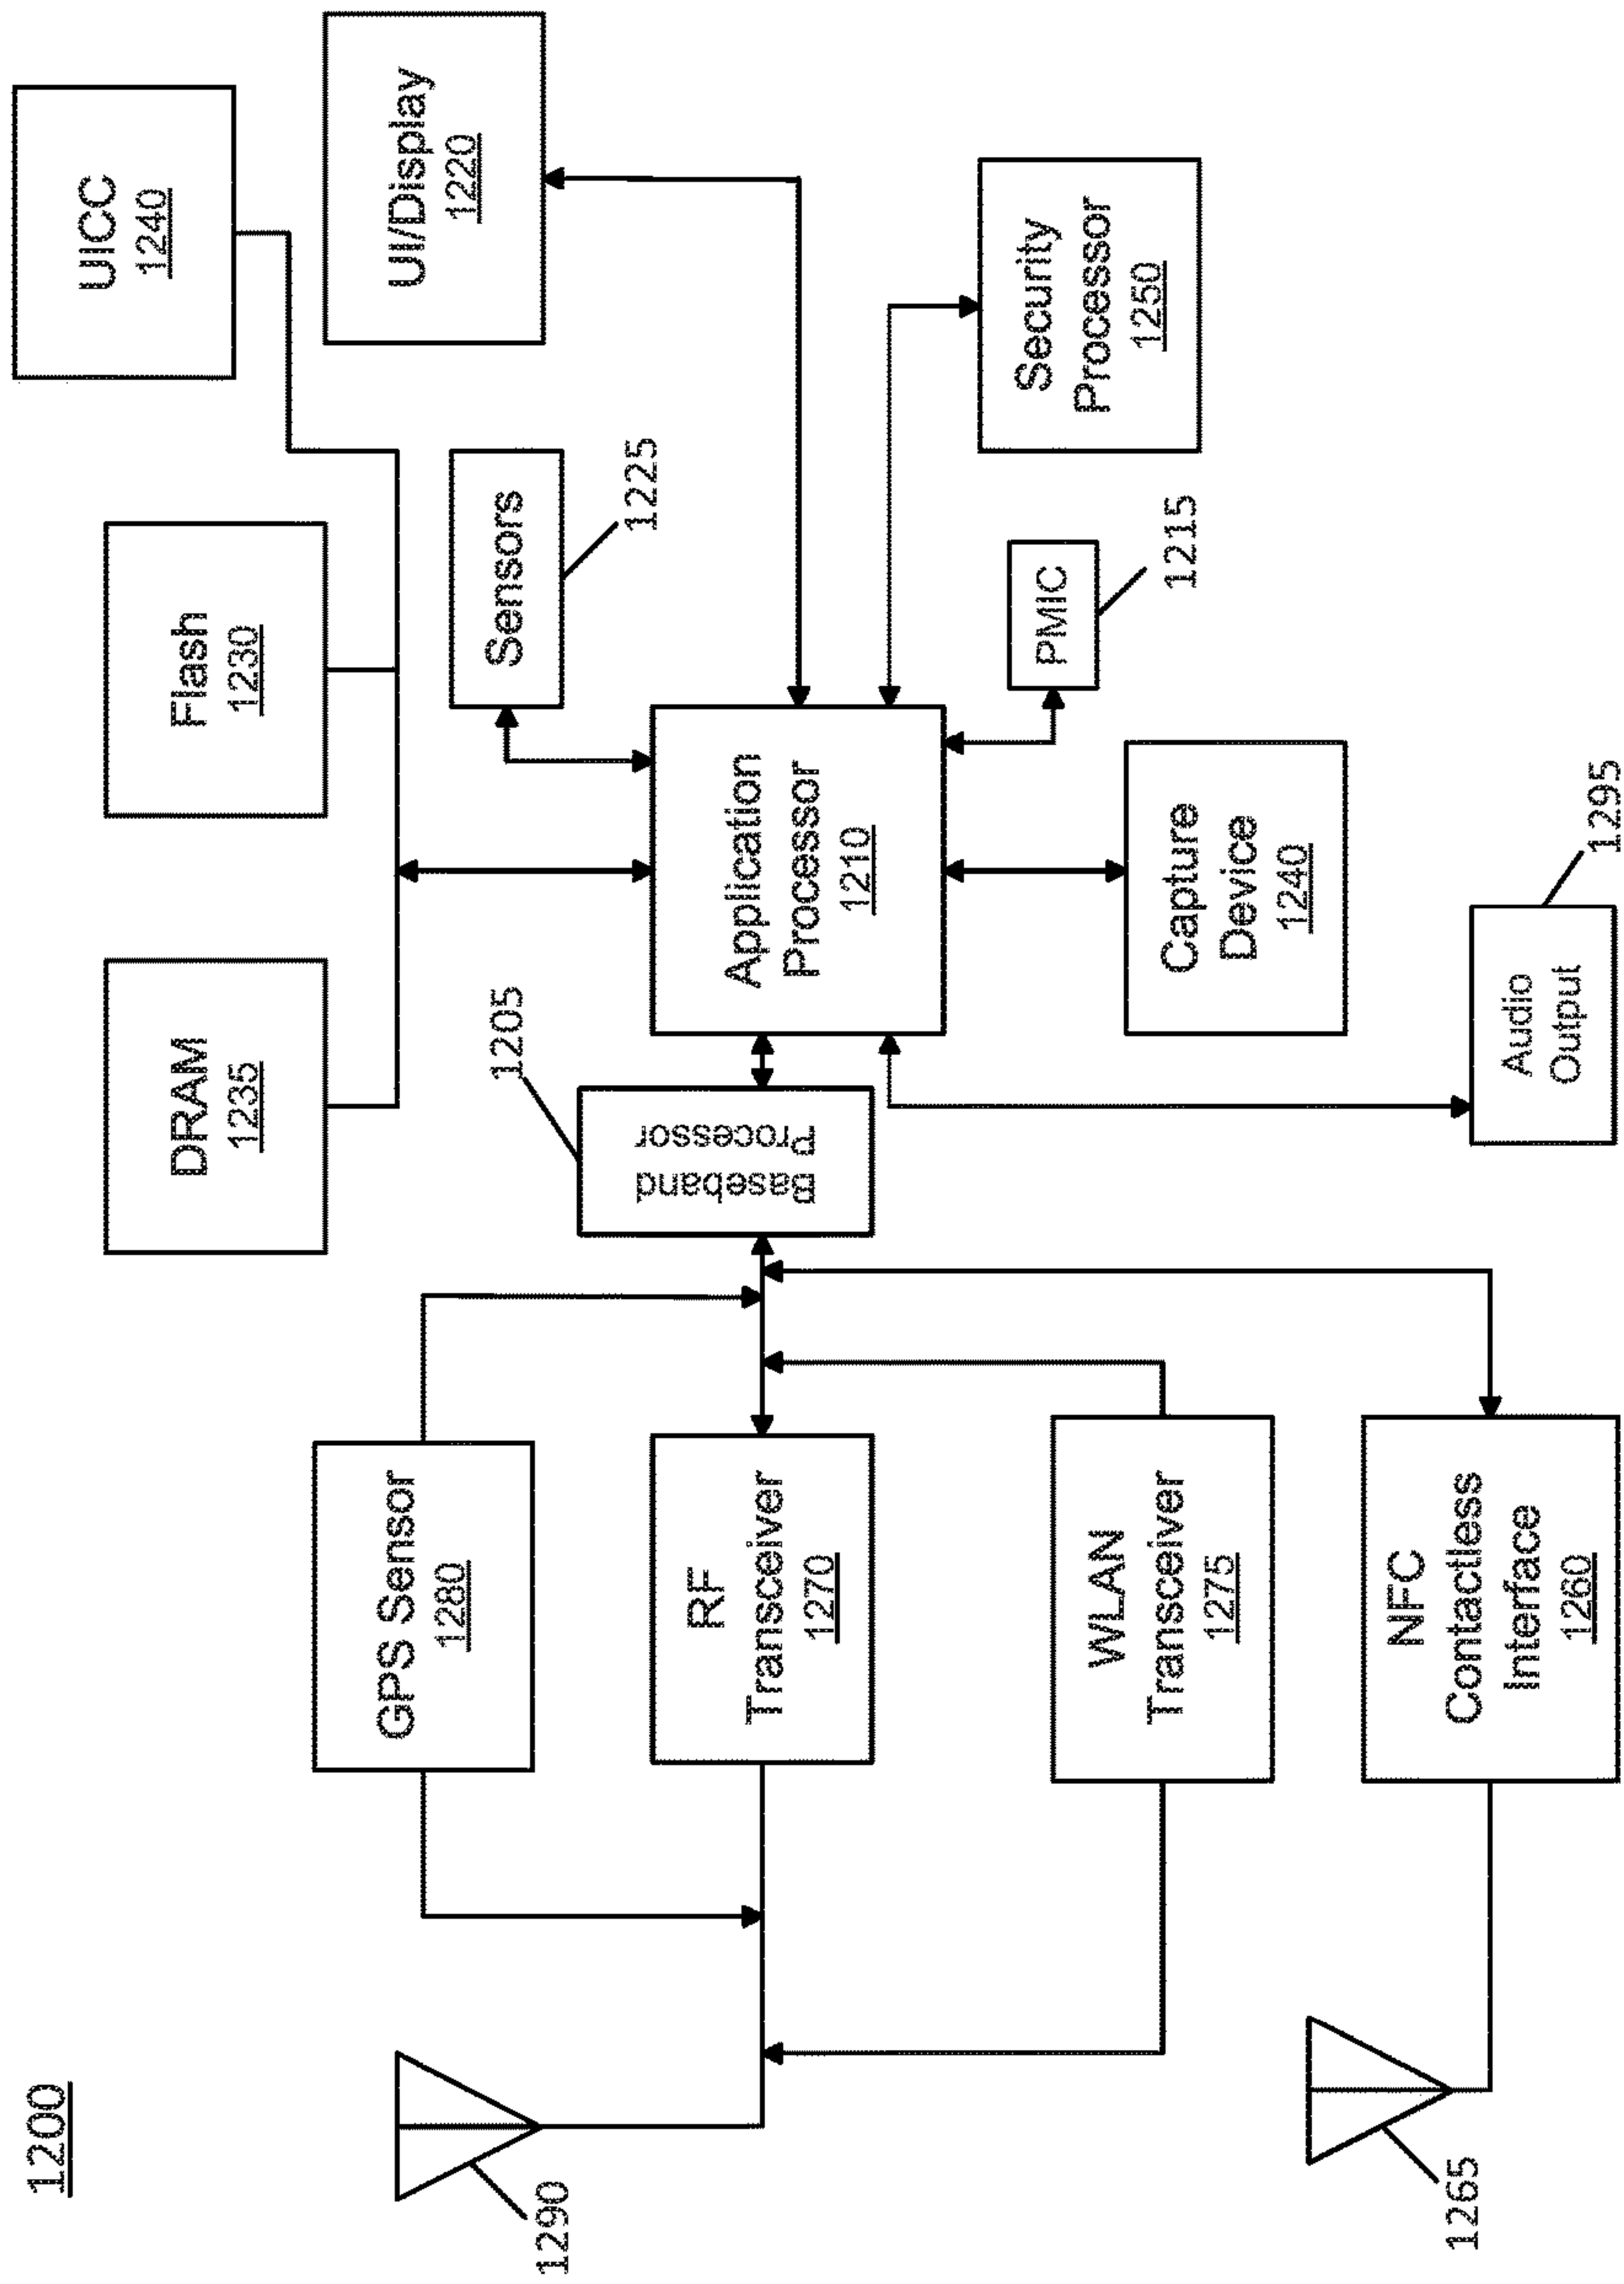 1200
DRAM
1235
Flash
1230
UICC
1240
UI/Display
1220
Sensors
1225
GPS Sensor
1280
1290
1205
Baseband
Processor
RF
Transceiver
1270
Application
Processor
1210
Security
Processor
1250
PMIC
1215
WLAN
Transceiver
1275
Capture
Device
1240
NFC
Contactless
Interface
1260
1265
Audio
Output
1295